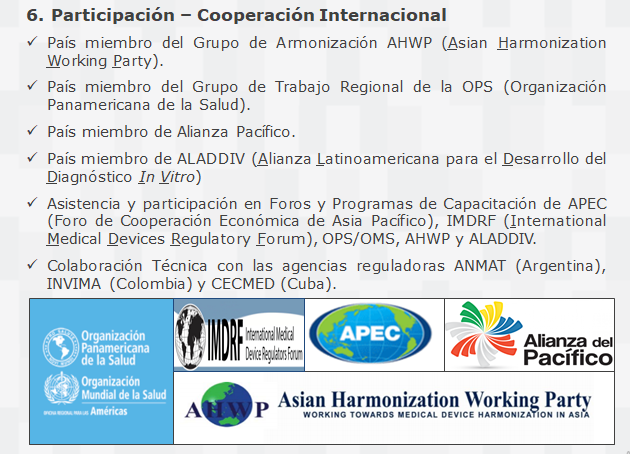 6. Participación – Cooperación Internacional
✓ País miembro del Grupo de Armonización AHWP (Asian Harmonization
Working Party).
✓ País miembro del Grupo de Trabajo Regional de la OPS (Organización
Panamericana de la Salud).
✓ País miembro de Alianza Pacífico.
✓ País miembro de ALADDIV (Alianza Latinoamericana para el Desarrollo del
Diagnóstico In Vitro)
✓ Asistencia y participación en Foros y Programas de Capacitación de APEC
(Foro de Cooperación Económica de Asia Pacífico), IMDRF (International
Medical Devices Regulatory Forum), OPS/OMS, AHWP y ALADDIV.
✓ Colaboración Técnica con las agencias reguladoras ANMAT (Argentina),
INVIMA (Colombia) y CECMED (Cuba).
Organización
Panamericana
de la Salud
Organización
Mundial de la Salud
OFICINA REGIONAL PARA LAS Américas
IMDRF International Medical
Device Regulators Forum
APEC
Alianza del
Pacífico
AHWP
Asian Harmonization Working Party
WORKING TOWARDS MEDICAL DEVICE HARMONIZATION IN ASIA